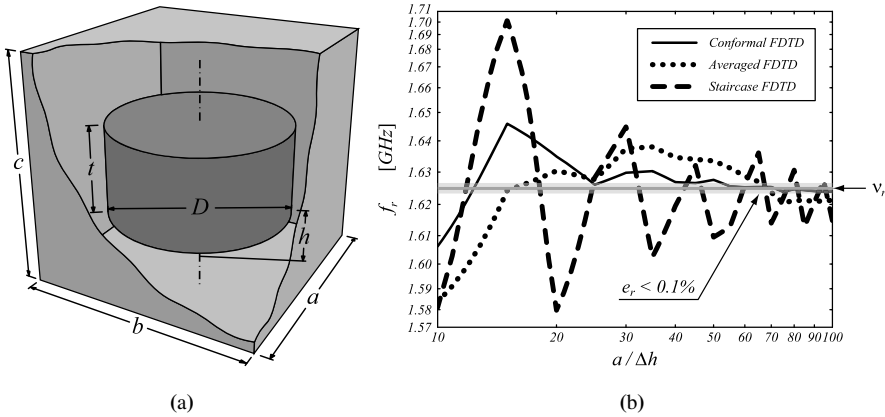 c
t
D
h
a
b
(a)
1.70
1.69
1.68
1.67
1.66
1.65
1.64
1.63
1.62
1.61
1.60
1.59
1.58
1.57
f_r [GHz]
Conformal FDTD
Averaged FDTD
Staircase FDTD
ν_r
e_r < 0.1%
10 20 30 40 50 60 70 80 90 100
a / Δh
(b)